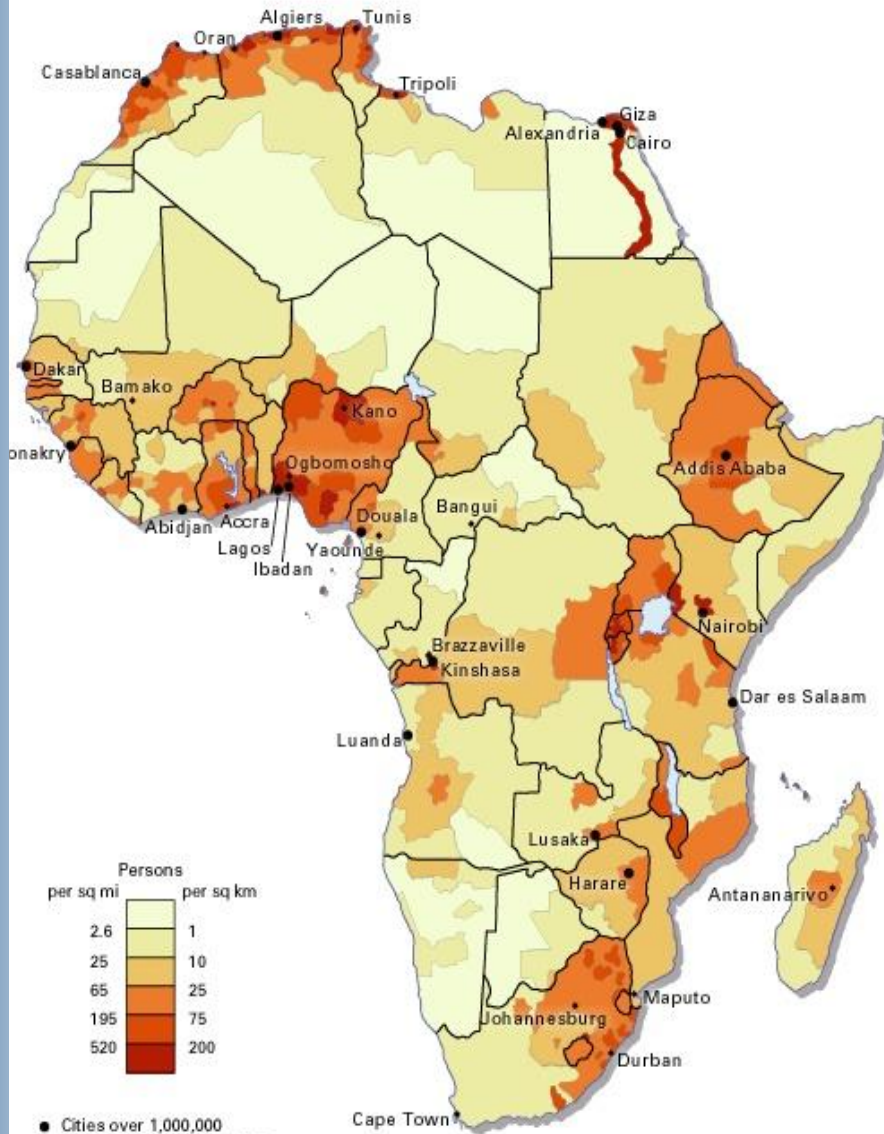 Algiers
Tunis
Oran
Casablanca
Tripoli
Giza
Alexandria
Cairo
Dakar
Bamako
Kano
onakry
Ogbomosho
Addis Ababa
Abidjan
Accra
Douala
Bangui
Lagos
Yaounde
Ibadan
Nairobi
Brazzaville
Kinshasa
Dar es Salaam
Luanda
Lusaka
Harare
Antananarivo
Maputo
Johannesburg
Durban
Cape Town
Persons
per sq mi per sq km
2.6 1
25 10
65 25
195 75
520 200
Cities over 1,000,000